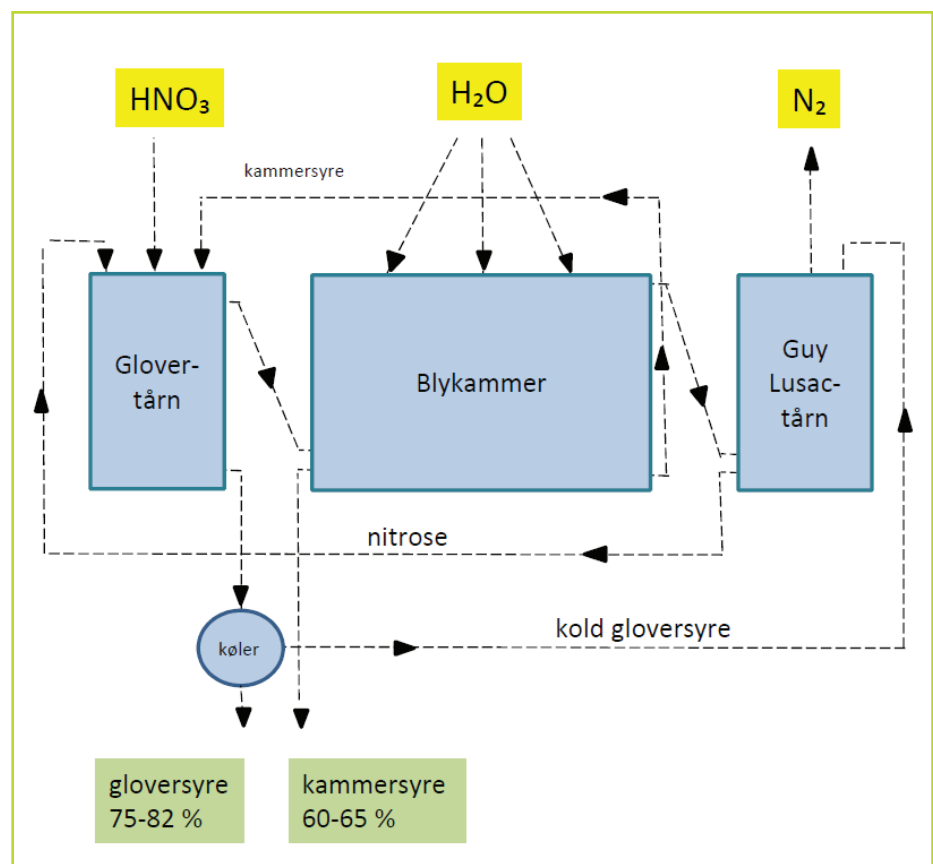 HNO₃
H₂O
N₂
kammersyre
Glover-
tårn
Blykammer
Guy
Lusac-
tårn
nitrose
kold gloversyre
køler
gloversyre
75-82 %
kammersyre
60-65 %